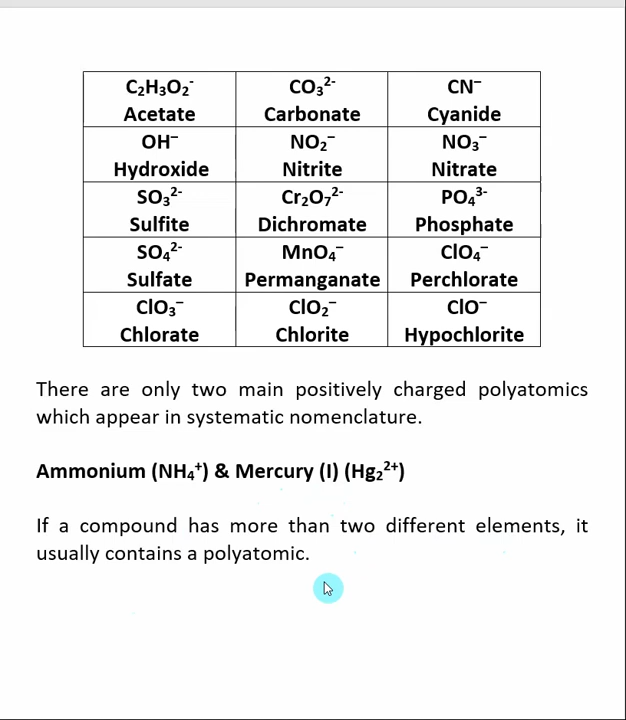 C₂H₃O₂⁻ CO₃²⁻ CN⁻
Acetate Carbonate Cyanide
OH⁻ NO₂⁻ NO₃⁻
Hydroxide Nitrite Nitrate
SO₃²⁻ Cr₂O₇²⁻ PO₄³⁻
Sulfite Dichromate Phosphate
SO₄²⁻ MnO₄⁻ ClO₄⁻
Sulfate Permanganate Perchlorate
ClO₃⁻ ClO₂⁻ ClO⁻
Chlorate Chlorite Hypochlorite
There are only two main positively charged polyatomics
which appear in systematic nomenclature.
Ammonium (NH₄⁺) & Mercury (I) (Hg₂²⁺)
If a compound has more than two different elements, it
usually contains a polyatomic.